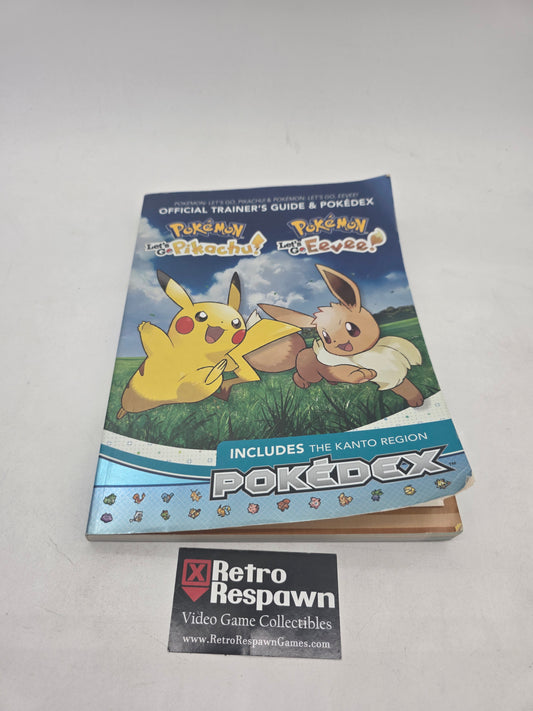 POKÉMON: LET'S GO, PIKACHU! & POKÉMON: LET'S GO, EEVEE!
OFFICIAL TRAINER'S GUIDE & POKÉDEX
POKéMON
Let's Go Pikachu!
POKéMON
Let's Go Eevee!
INCLUDES THE KANTO REGION
POKÉDEX™
X Retro
Respawn
Video Game Collectibles
www.RetroRespawnGames.com